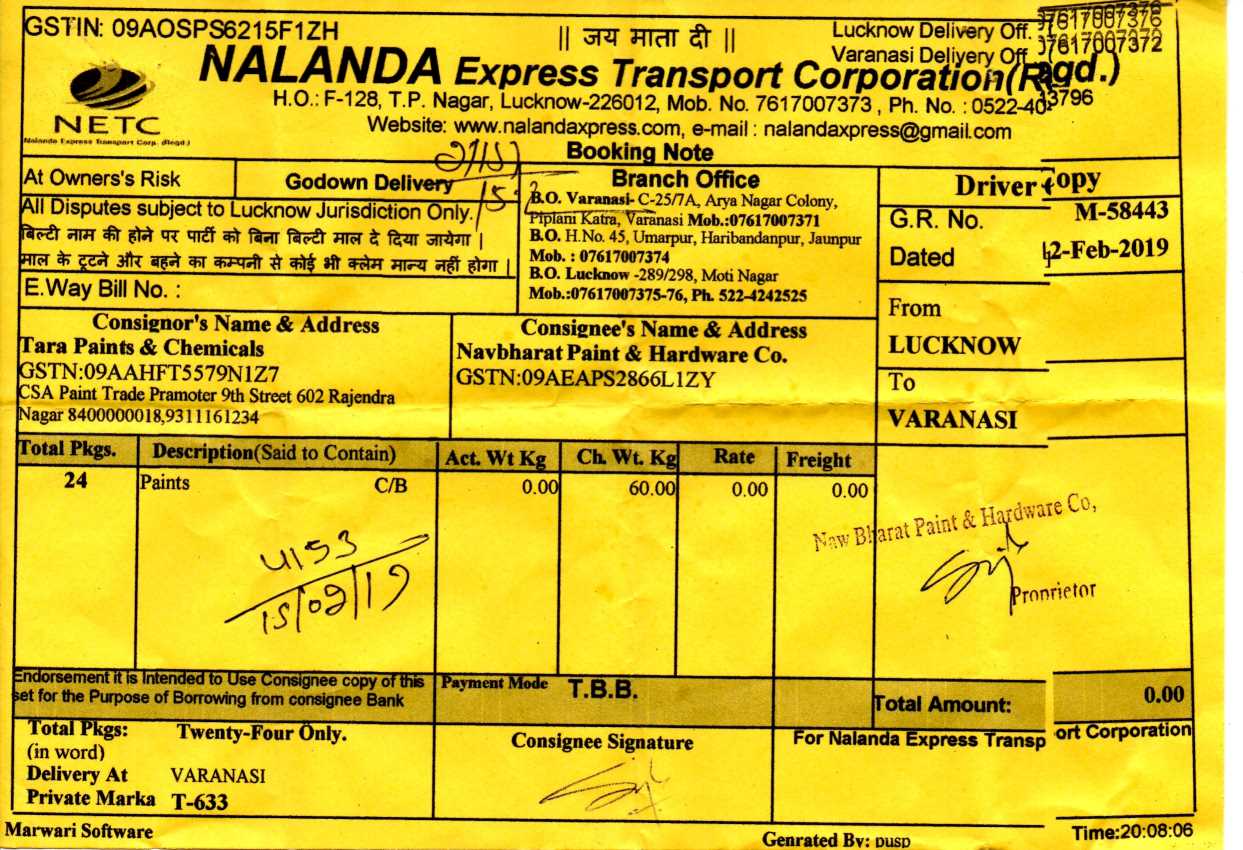 GSTIN: 09AOSPS6215F1ZH
|| जय माता दी ||
Lucknow Delivery Off. 07617007376
Varanasi Deliyery Off. 07617007372
NALANDA Express Transport Corporation(Regd.)
H.O.: F-128, T.P. Nagar, Lucknow-226012, Mob. No. 7617007373 , Ph. No. : 0522-40 13796
Website: www.nalandaxpress.com, e-mail : nalandaxpress@gmail.com
NETC
Nalanda Express Transport Corp. (Regd.)
Booking Note
At Owners's Risk
Godown Delivery
All Disputes subject to Lucknow Jurisdiction Only.
बिल्टी नाम की होने पर पार्टी को बिना बिल्टी माल दे दिया जायेगा |
माल के टूटने और बहने का कम्पनी से कोई भी क्लेम मान्य नहीं होगा |
E.Way Bill No. :
Branch Office
B.O. Varanasi- C-25/7A, Arya Nagar Colony,
Piplani Katra, Varanasi Mob.:07617007371
B.O. H.No. 45, Umarpur, Haribandanpur, Jaunpur
Mob. : 07617007374
B.O. Lucknow -289/298, Moti Nagar
Mob.:07617007375-76, Ph. 522-4242525
Driver Copy
G.R. No. M-58443
Dated 2-Feb-2019
From
LUCKNOW
To
VARANASI
Consignor's Name & Address
Tara Paints & Chemicals
GSTN:09AAHFT5579N1Z7
CSA Paint Trade Pramoter 9th Street 602 Rajendra
Nagar 8400000018,9311161234
Consignee's Name & Address
Navbharat Paint & Hardware Co.
GSTN:09AEAPS2866L1ZY
Total Pkgs. Description(Said to Contain) Act. Wt Kg Ch. Wt. Kg Rate Freight
24 Paints C/B 0.00 60.00 0.00 0.00
4153
15/02/19
Naw Bharat Paint & Hardware Co,
Proprietor
Endorsement it is Intended to Use Consignee copy of this
set for the Purpose of Borrowing from consignee Bank
Payment Mode T.B.B.
Total Amount: 0.00
Total Pkgs: Twenty-Four Only.
(in word)
Delivery At VARANASI
Private Marka T-633
Consignee Signature
For Nalanda Express Transp ort Corporation
Marwari Software
Genrated By: pusp
Time:20:08:06